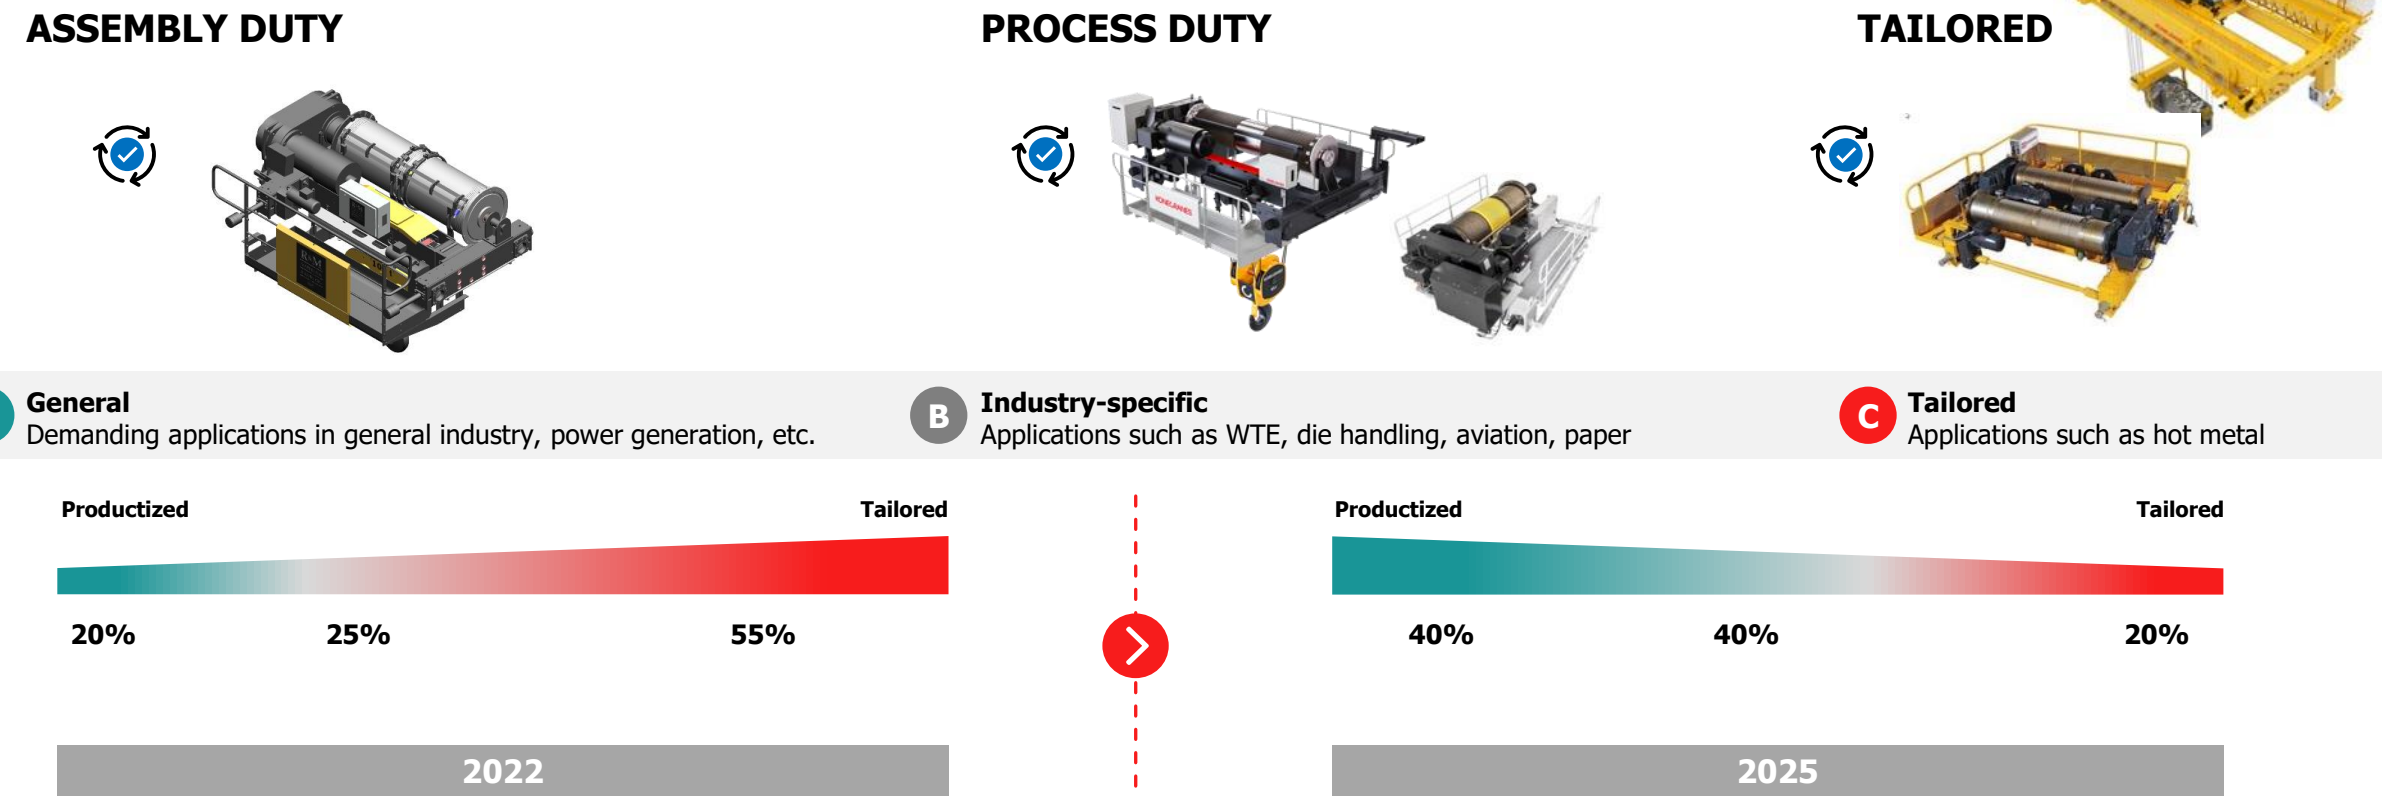 ASSEMBLY DUTY
PROCESS DUTY
TAILORED
R&M
KONECRANES
General
Demanding applications in general industry, power generation, etc.
B
Industry-specific
Applications such as WTE, die handling, aviation, paper
C
Tailored
Applications such as hot metal
Productized
Tailored
20%
25%
55%
2022
Productized
Tailored
40%
40%
20%
2025